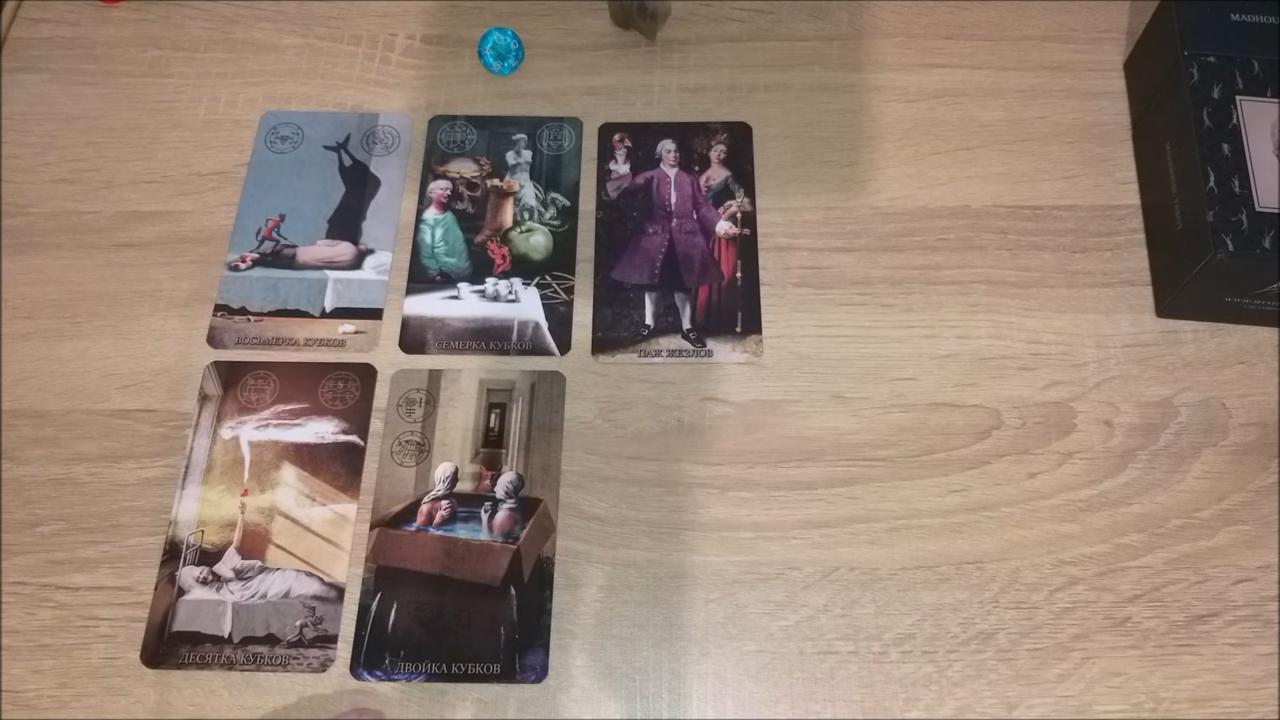 MADHOU
ВОСЬМЕРКА КУБКОВ
СЕМЕРКА КУБКОВ
ПАЖ ЖЕЗЛОВ
ДЕСЯТКА КУБКОВ
ДВОЙКА КУБКОВ